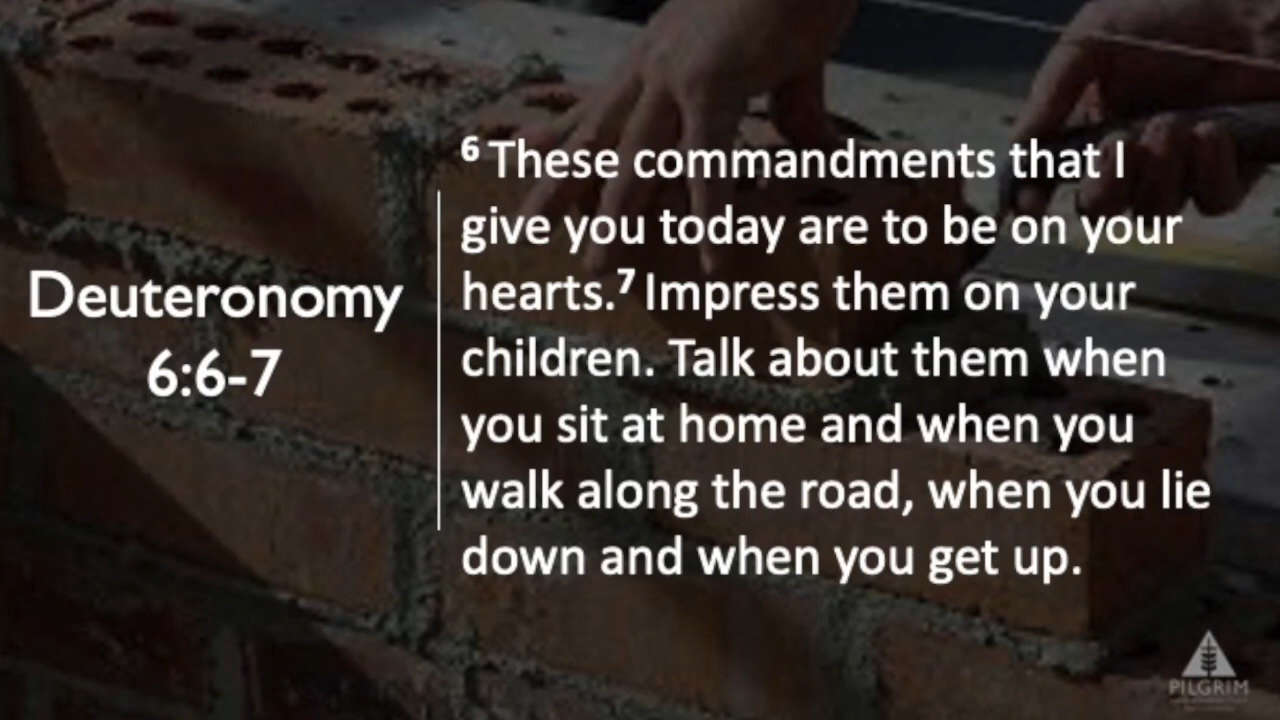 Deuteronomy
6:6-7
⁶ These commandments that I
give you today are to be on your
hearts.⁷ Impress them on your
children. Talk about them when
you sit at home and when you
walk along the road, when you lie
down and when you get up.
PILGRIM